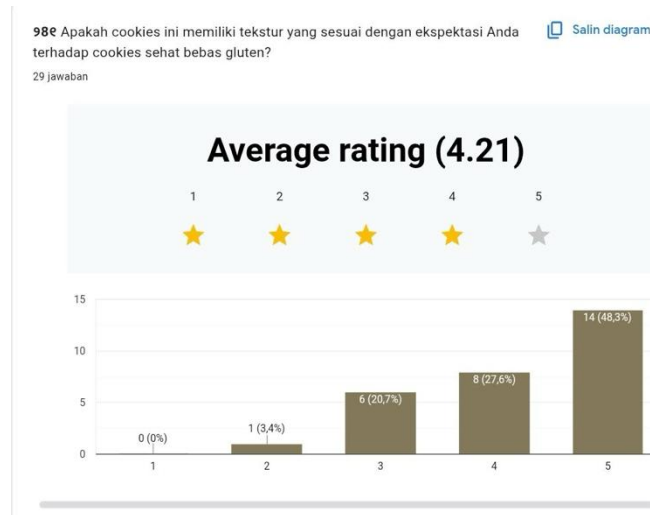 98e Apakah cookies ini memiliki tekstur yang sesuai dengan ekspektasi Anda
terhadap cookies sehat bebas gluten?
Salin diagram
29 jawaban
Average rating (4.21)
1 2 3 4 5
15
10
5
0
0 (0%)
1 (3,4%)
6 (20,7%)
8 (27,6%)
14 (48,3%)
1 2 3 4 5